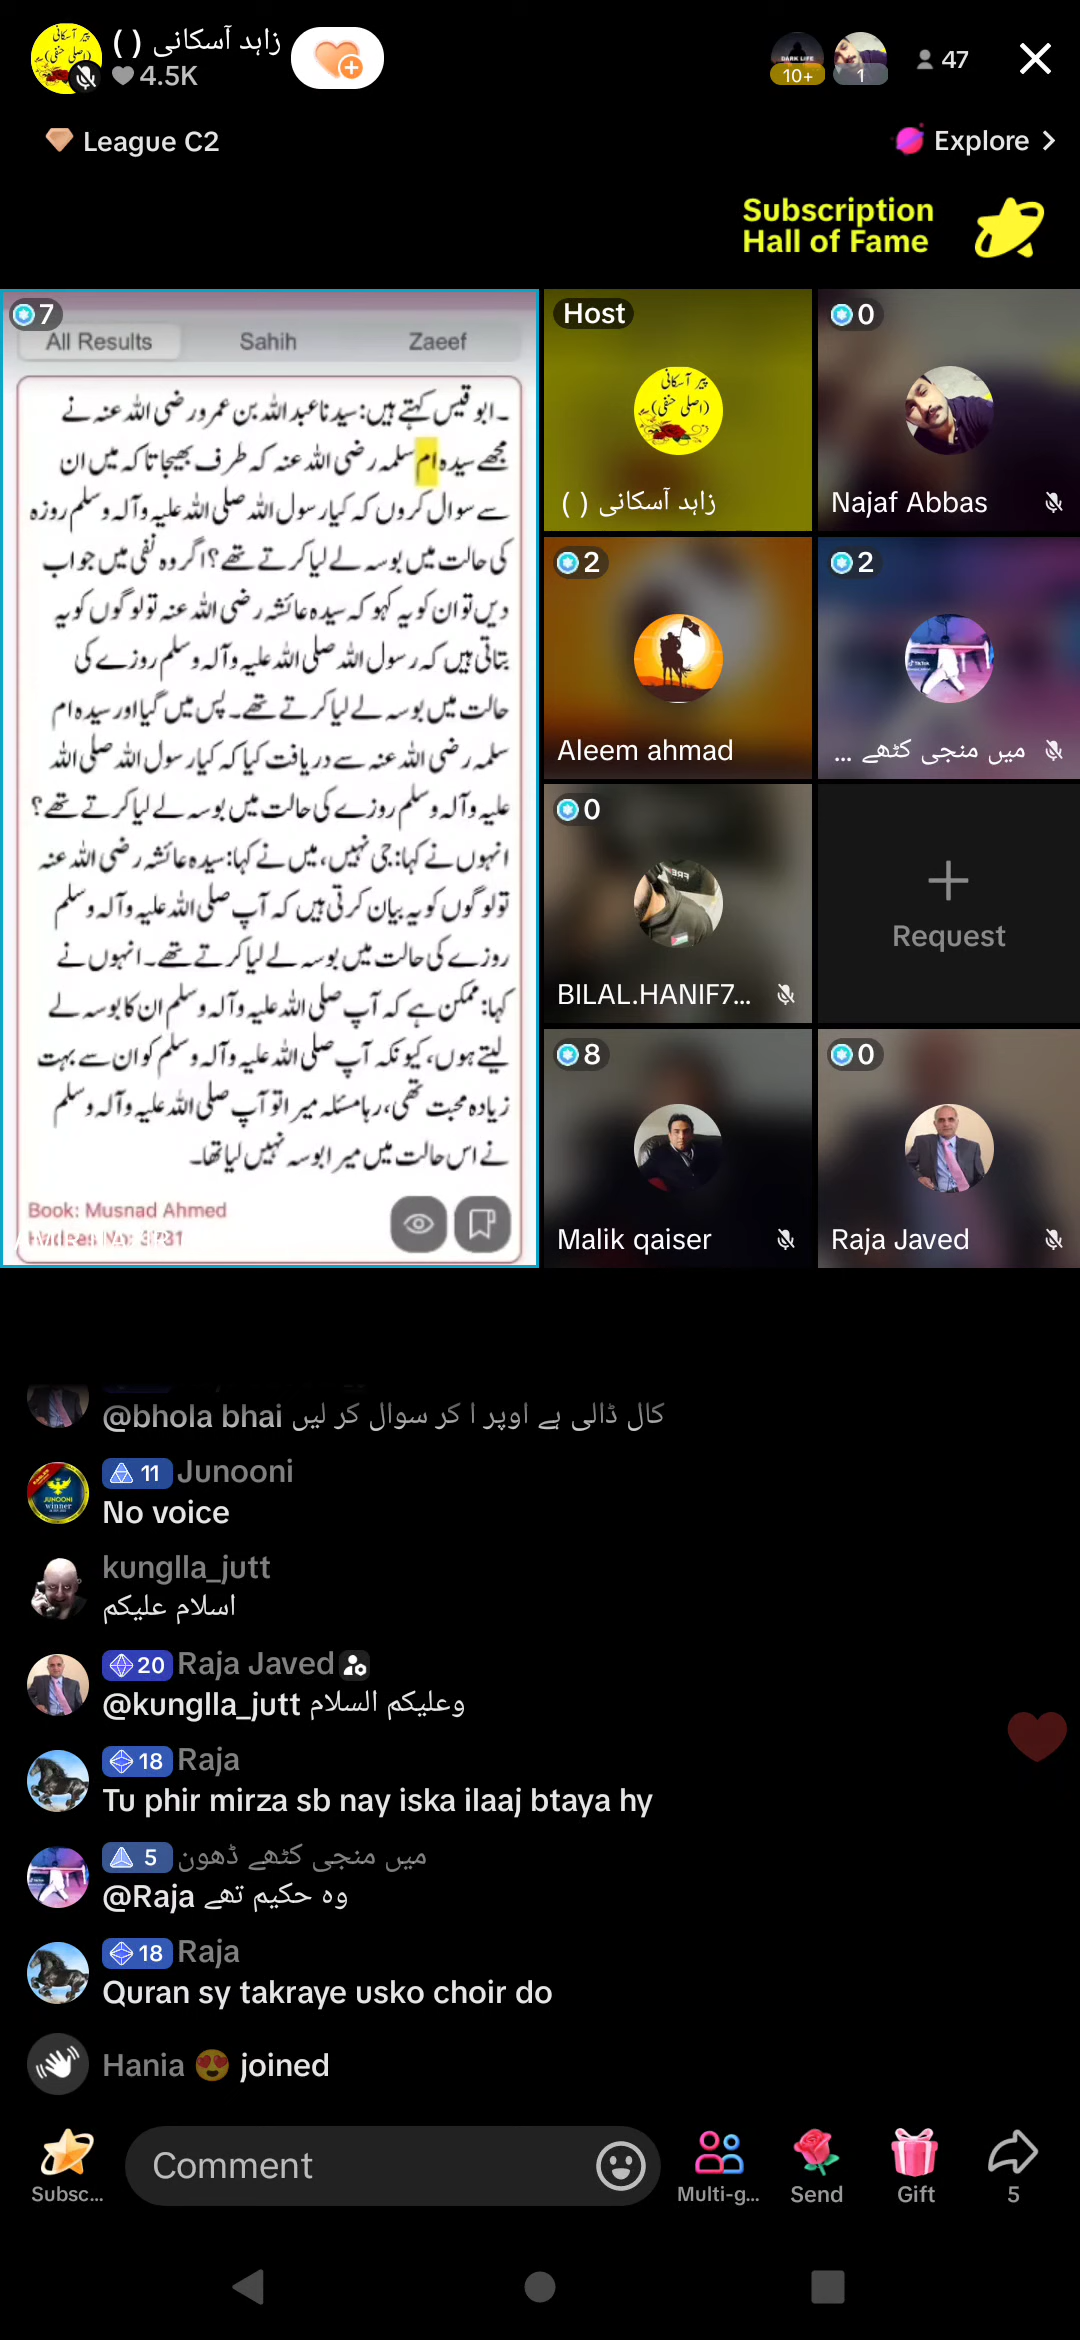 زاہد آسکانی ( )
4.5K
10+
1
47
League C2
Explore
Subscription
Hall of Fame
7
All Results
Sahih
Zaeef
۔ ابو قیس کہتے ہیں: سیدنا عبد اللہ بن عمرو رضی اللہ عنہ نے
مجھے سیدہ ام سلمہ رضی اللہ عنہ کہ طرف بھیجا تا کہ میں ان
سے سوال کروں کہ کیا رسول اللہ صلی اللہ علیہ وآلہ وسلم روزہ
کی حالت میں بوسہ لے لیا کرتے تھے؟ اگر وہ نفی میں جواب
دیں تو ان کو یہ کہو کہ سیدہ عائشہ رضی اللہ عنہ تو لوگوں کو یہ
بتاتی ہیں کہ رسول اللہ صلی اللہ علیہ وآلہ وسلم روزے کی
حالت میں بوسہ لے لیا کرتے تھے۔ پس میں گیا اور سیدہ ام
سلمہ رضی اللہ عنہ سے دریافت کیا کہ کیا رسول اللہ صلی اللہ
علیہ وآلہ وسلم روزے کی حالت میں بوسہ لے لیا کرتے تھے؟
انہوں نے کہا: جی نہیں، میں نے کہا: سیدہ عائشہ رضی اللہ عنہ
تو لوگوں کو یہ بیان کرتی ہیں کہ آپ صلی اللہ علیہ وآلہ وسلم
روزے کی حالت میں بوسہ لے لیا کرتے تھے۔ انہوں نے
کہا: ممکن ہے کہ آپ صلی اللہ علیہ وآلہ وسلم ان کا بوسہ لے
لیتے ہوں، کیونکہ آپ صلی اللہ علیہ وآلہ وسلم کو ان سے بہت
زیادہ محبت تھی، رہا مسئلہ میرا تو آپ صلی اللہ علیہ وآلہ وسلم
نے اس حالت میں میرا بوسہ نہیں لیا تھا۔
Book: Musnad Ahmed
Host
پیر آسکانی
(اصلی حنفی)
زاہد آسکانی ( )
0
Najaf Abbas
2
Aleem ahmad
2
میں منجی کٹھے ...
0
BILAL.HANIF7...
Request
8
Malik qaiser
0
Raja Javed
@bhola bhai کال ڈالی ہے اوپر ا کر سوال کر لیں
11 Junooni
No voice
kunglla_jutt
اسلام علیکم
20 Raja Javed
@kunglla_jutt وعلیکم السلام
18 Raja
Tu phir mirza sb nay iska ilaaj btaya hy
5 میں منجی کٹھے ڈھون
@Raja وہ حکیم تھے
18 Raja
Quran sy takraye usko choir do
Hania 😍 joined
Comment
Subsc...
Multi-g...
Send
Gift
5